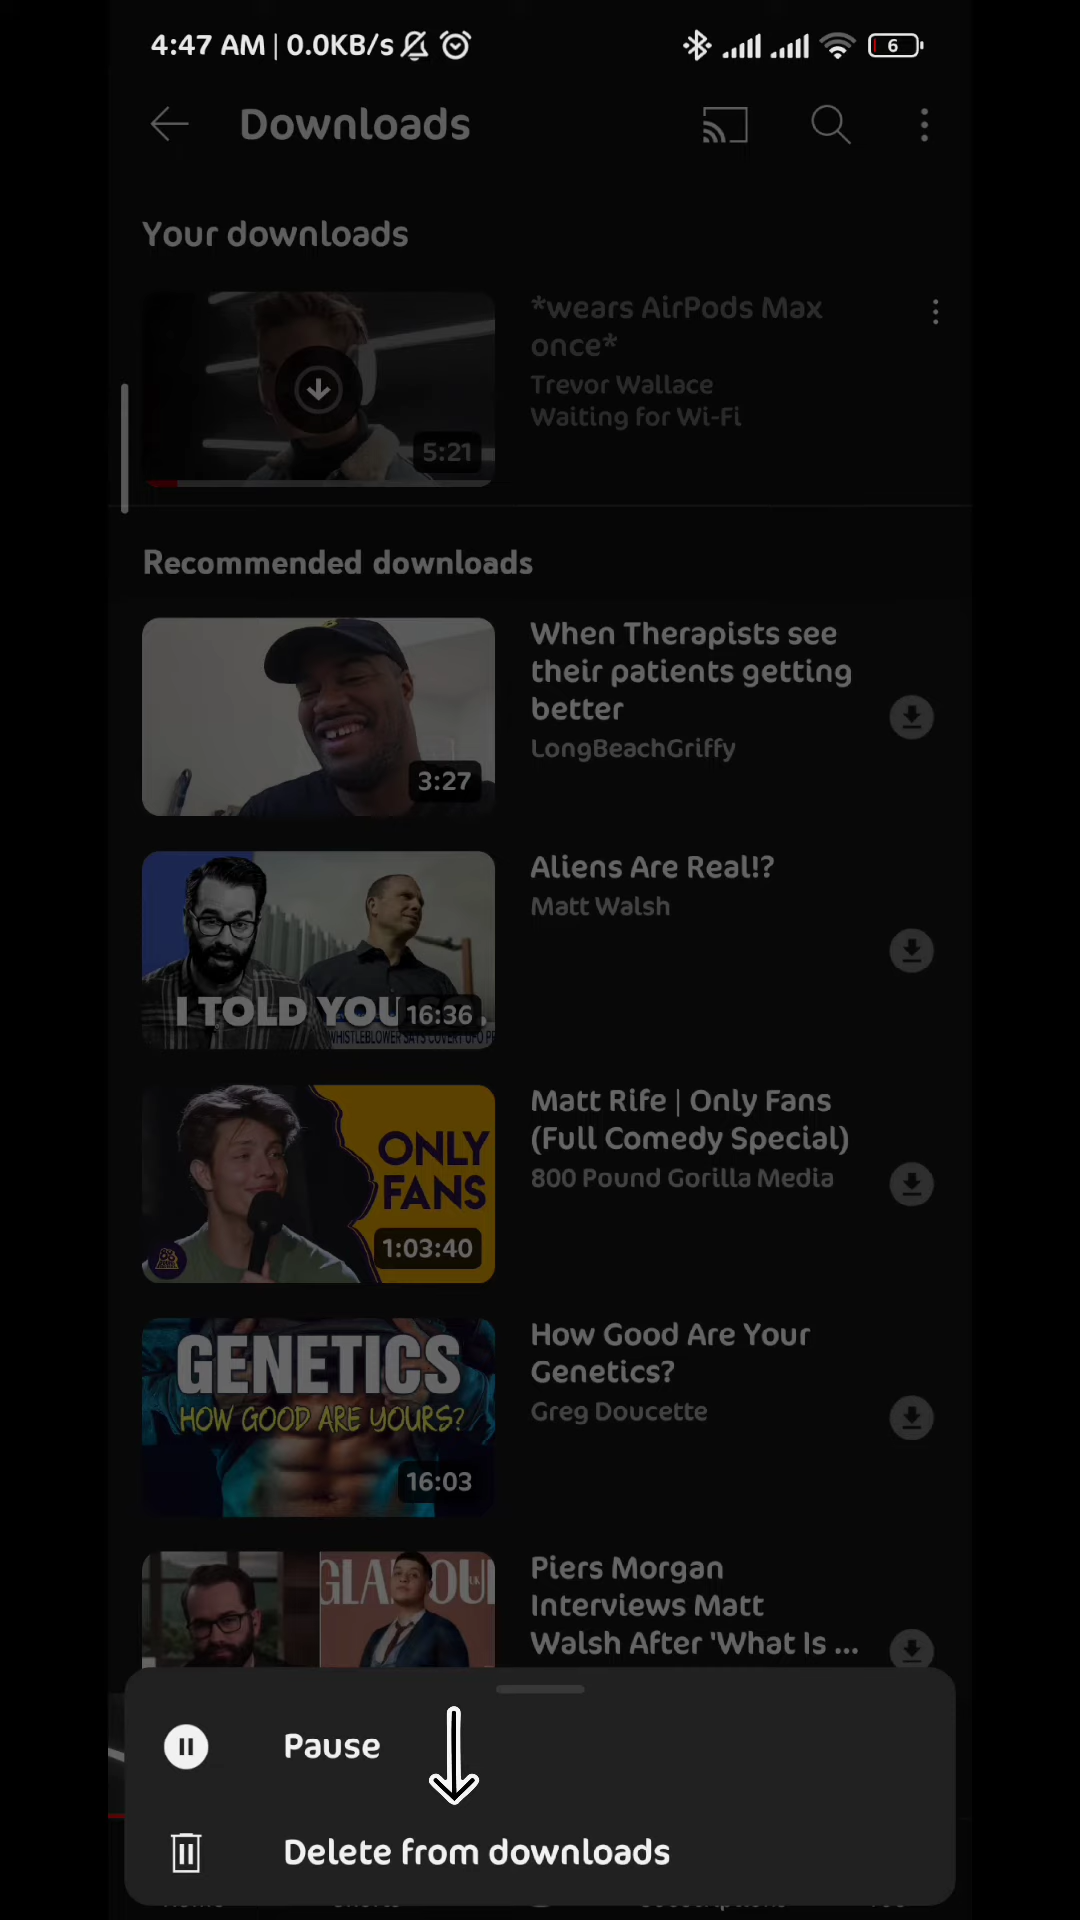 4:47 AM | 0.0KB/s
6
Downloads
Your downloads
*wears AirPods Max
once*
Trevor Wallace
Waiting for Wi-Fi
5:21
Recommended downloads
When Therapists see
their patients getting
better
LongBeachGriffy
3:27
Aliens Are Real!?
Matt Walsh
I TOLD YOU
16:36
WHISTLEBLOWER SAYS COVERT UFO
Matt Rife | Only Fans
(Full Comedy Special)
800 Pound Gorilla Media
ONLY
FANS
1:03:40
How Good Are Your
Genetics?
Greg Doucette
GENETICS
HOW GOOD ARE YOURS?
16:03
Piers Morgan
Interviews Matt
Walsh After 'What Is ...
Pause
Delete from downloads